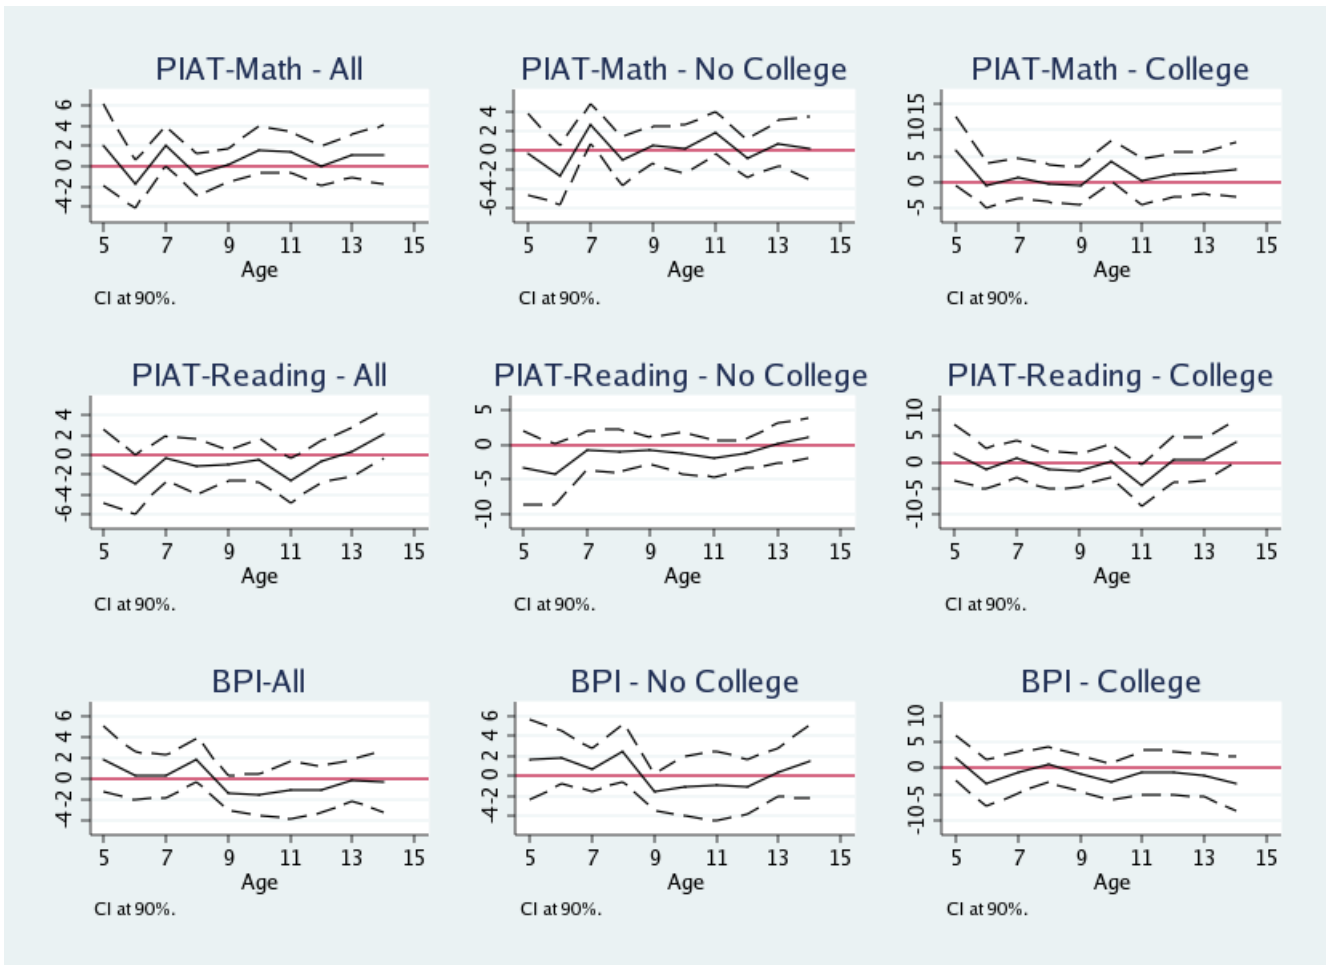 PIAT-Math - All
PIAT-Math - No College
PIAT-Math - College
-4 -2 0 2 4 6
-6 -4 -2 0 2 4
-5 0 5 10 15
5 7 9 11 13 15
5 7 9 11 13 15
5 7 9 11 13 15
Age
Age
Age
CI at 90%.
CI at 90%.
CI at 90%.
PIAT-Reading - All
PIAT-Reading - No College
PIAT-Reading - College
-6 -4 -2 0 2 4
-10 -5 0 5
-10 -5 0 5 10
5 7 9 11 13 15
5 7 9 11 13 15
5 7 9 11 13 15
Age
Age
Age
CI at 90%.
CI at 90%.
CI at 90%.
BPI-All
BPI - No College
BPI - College
-4 -2 0 2 4 6
-4 -2 0 2 4 6
-10 -5 0 5 10
5 7 9 11 13 15
5 7 9 11 13 15
5 7 9 11 13 15
Age
Age
Age
CI at 90%.
CI at 90%.
CI at 90%.